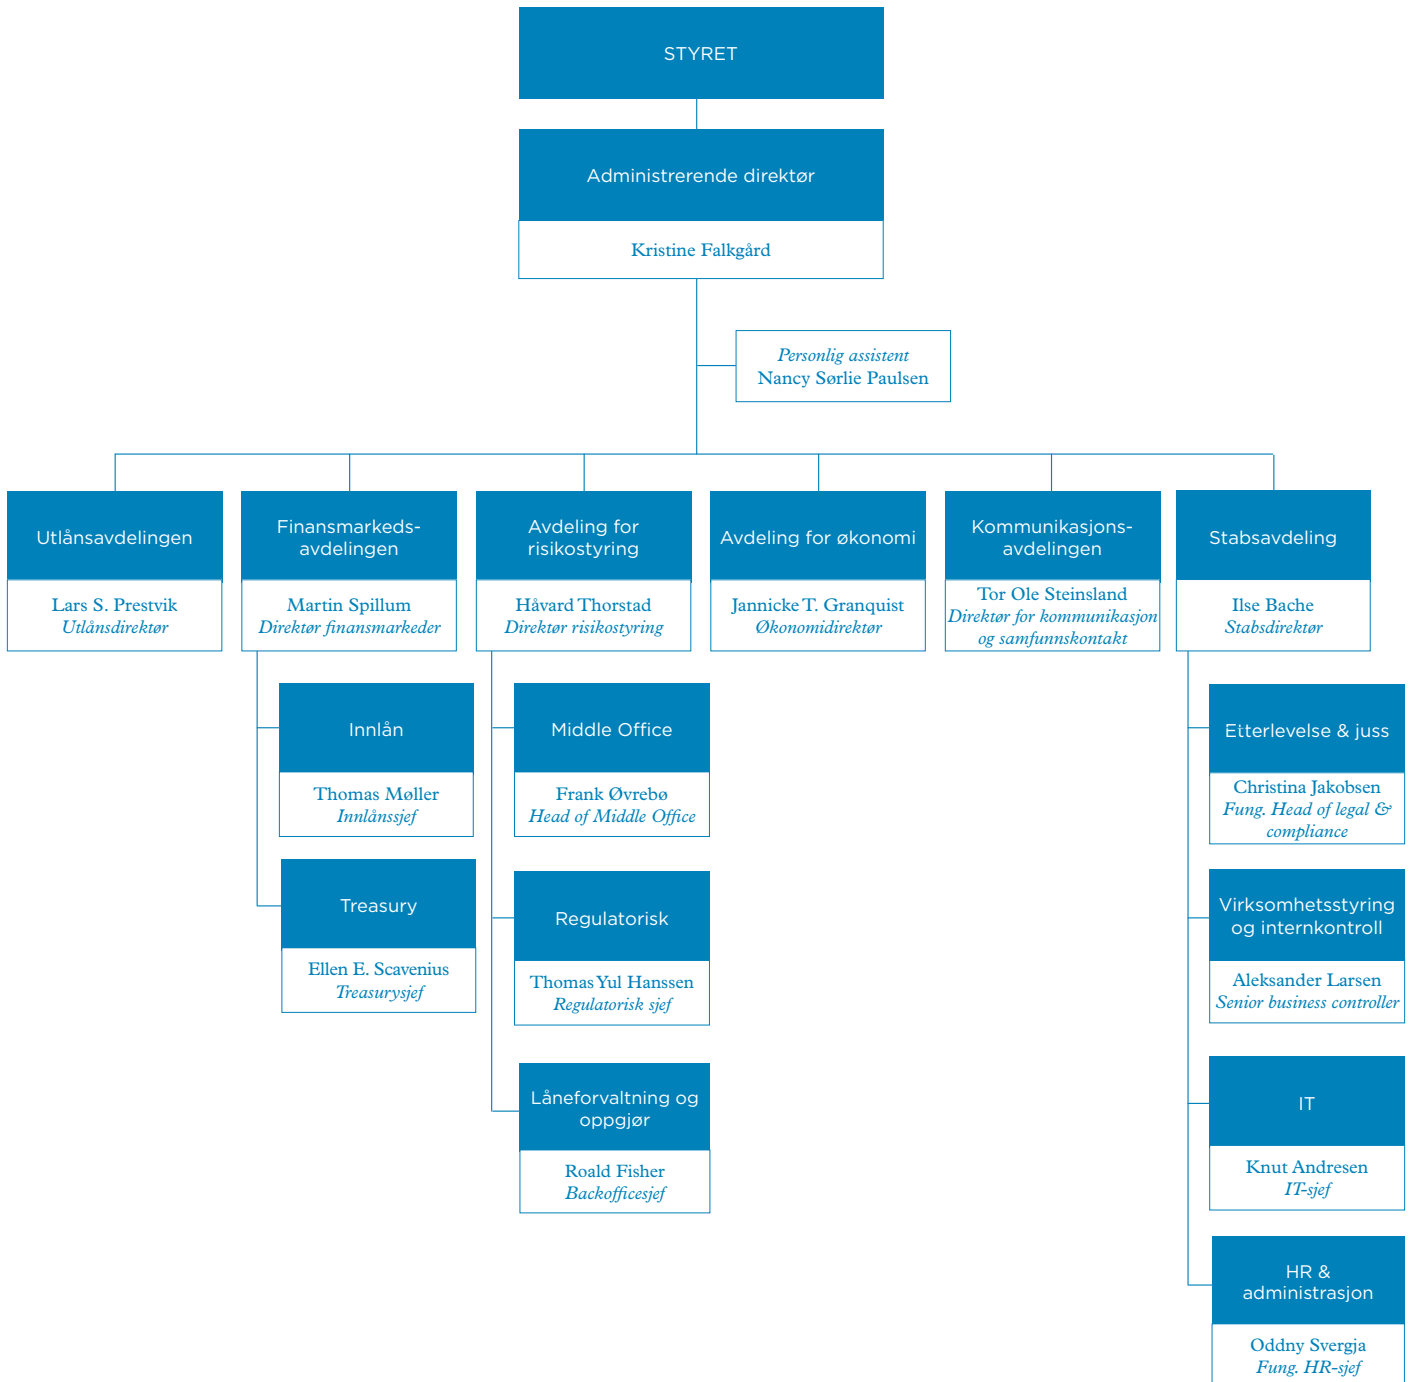 STYRET
Administrerende direktør
Kristine Falkgård
Personlig assistent
Nancy Sørlie Paulsen
Utlånsavdelingen
Lars S. Prestvik
Utlånsdirektør
Finansmarkeds-
avdelingen
Martin Spillum
Direktør finansmarkeder
Avdeling for
risikostyring
Håvard Thorstad
Direktør risikostyring
Avdeling for økonomi
Jannicke T. Granquist
Økonomidirektør
Kommunikasjons-
avdelingen
Tor Ole Steinsland
Direktør for kommunikasjon
og samfunnskontakt
Stabsavdeling
Ilse Bache
Stabsdirektør
Innlån
Thomas Møller
Innlånssjef
Treasury
Ellen E. Scavenius
Treasurysjef
Middle Office
Frank Øvrebø
Head of Middle Office
Regulatorisk
Thomas Yul Hanssen
Regulatorisk sjef
Låneforvaltning og
oppgjør
Roald Fisher
Backofficesjef
Etterlevelse & juss
Christina Jakobsen
Fung. Head of legal &
compliance
Virksomhetsstyring
og internkontroll
Aleksander Larsen
Senior business controller
IT
Knut Andresen
IT-sjef
HR &
administrasjon
Oddny Svergja
Fung. HR-sjef